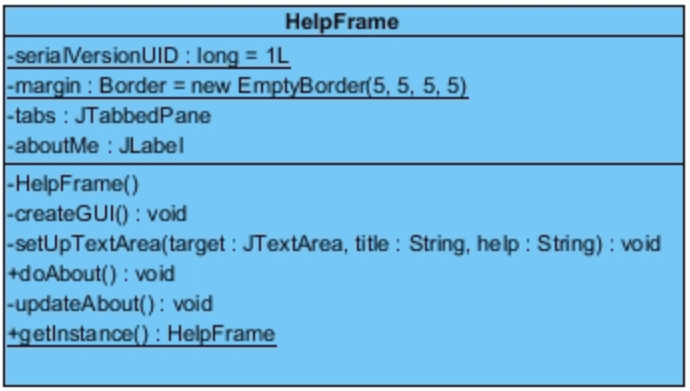 HelpFrame
-serialVersionUID : long = 1L
-margin : Border = new EmptyBorder(5, 5, 5, 5)
-tabs : JTabbedPane
-aboutMe : JLabel
-HelpFrame()
-createGUI() : void
-setUpTextArea(target : JTextArea, title : String, help : String) : void
+doAbout() : void
-updateAbout() : void
+getInstance() : HelpFrame